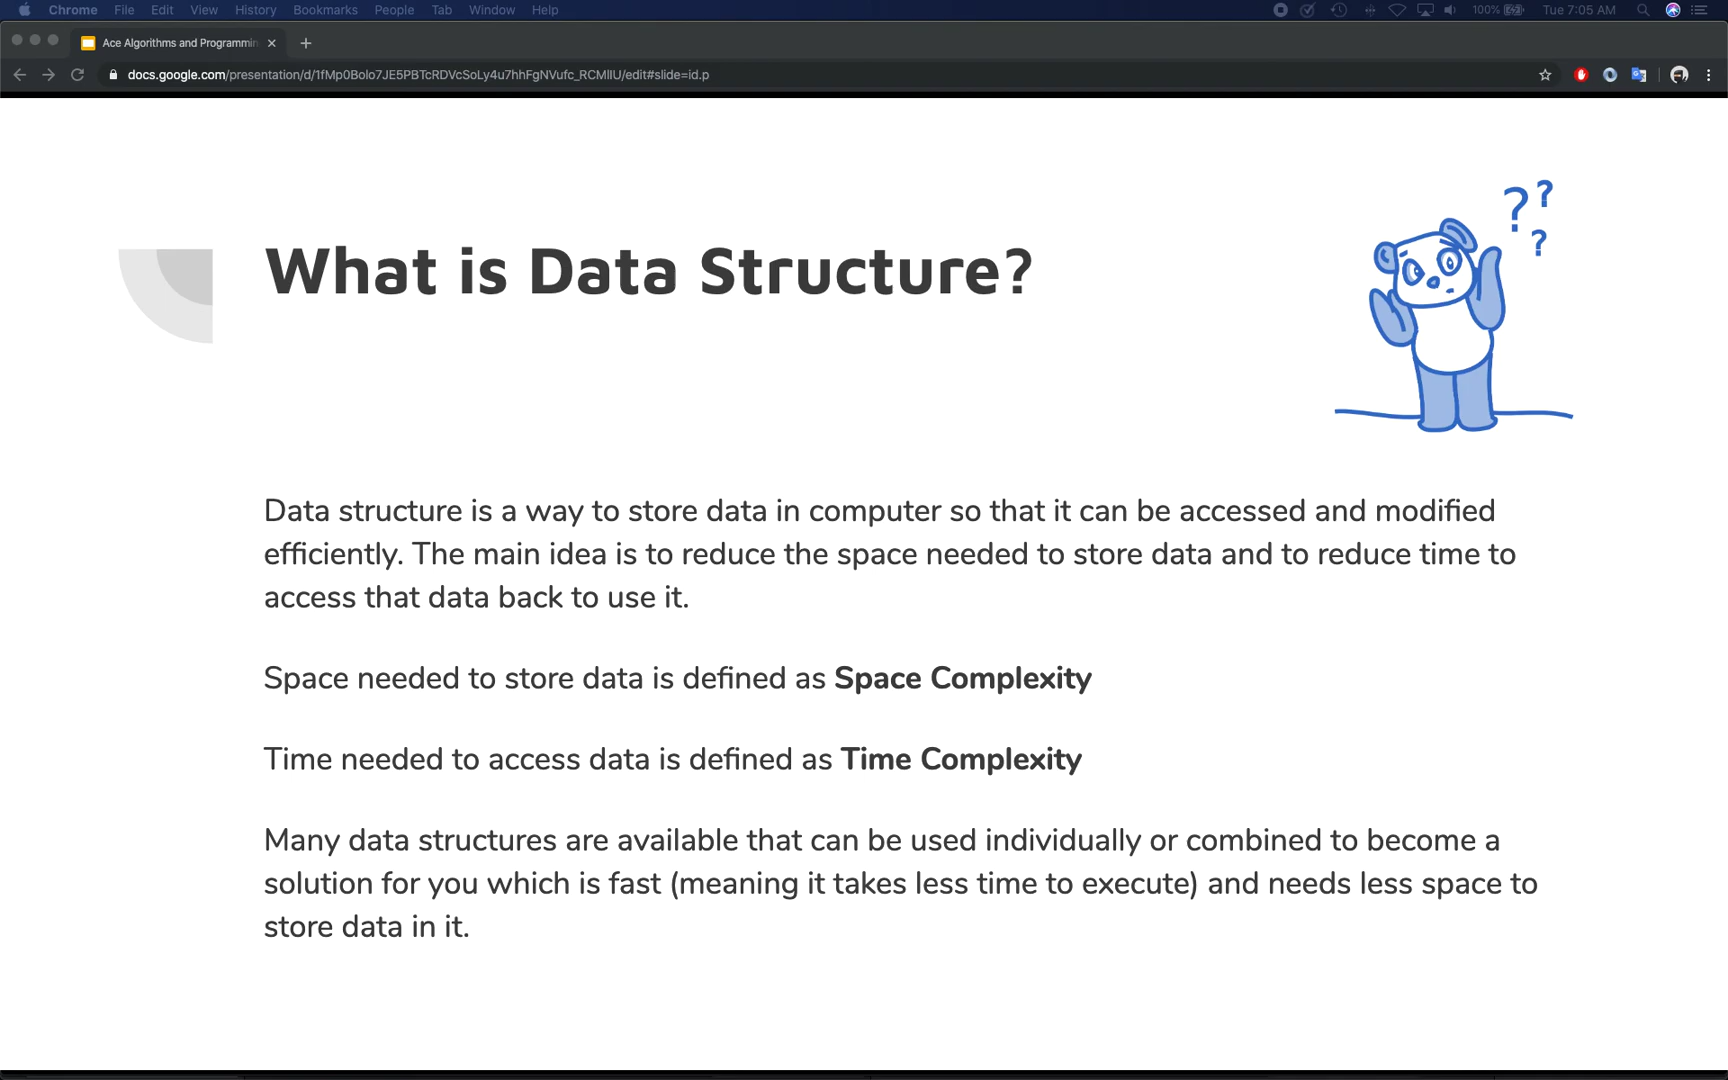 Chrome File Edit View History Bookmarks People Tab Window Help 100% Tue 7:05 AM
Ace Algorithms and Programmin
docs.google.com/presentation/d/1fMp0Bolo7JE5PBTcRDVcSoLy4u7hhFgNVufc_RCMlIU/edit#slide=id.p
? ?
?
What is Data Structure?
Data structure is a way to store data in computer so that it can be accessed and modified
efficiently. The main idea is to reduce the space needed to store data and to reduce time to
access that data back to use it.
Space needed to store data is defined as Space Complexity
Time needed to access data is defined as Time Complexity
Many data structures are available that can be used individually or combined to become a
solution for you which is fast (meaning it takes less time to execute) and needs less space to
store data in it.